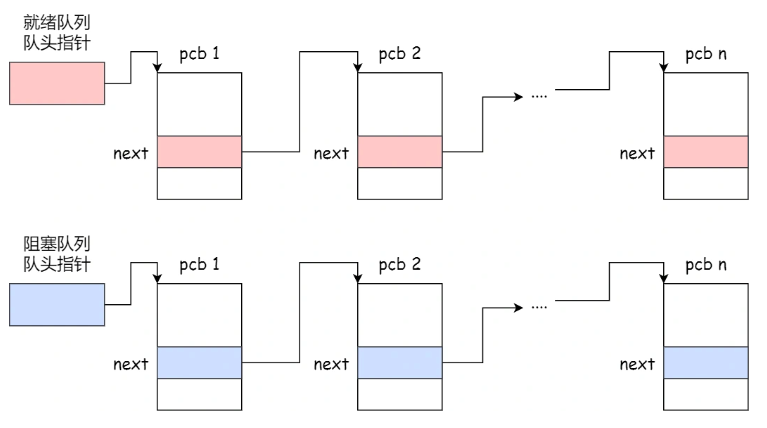 就绪队列
队头指针
pcb 1
pcb 2
pcb n
....
next
next
next
阻塞队列
队头指针
pcb 1
pcb 2
pcb n
....
next
next
next